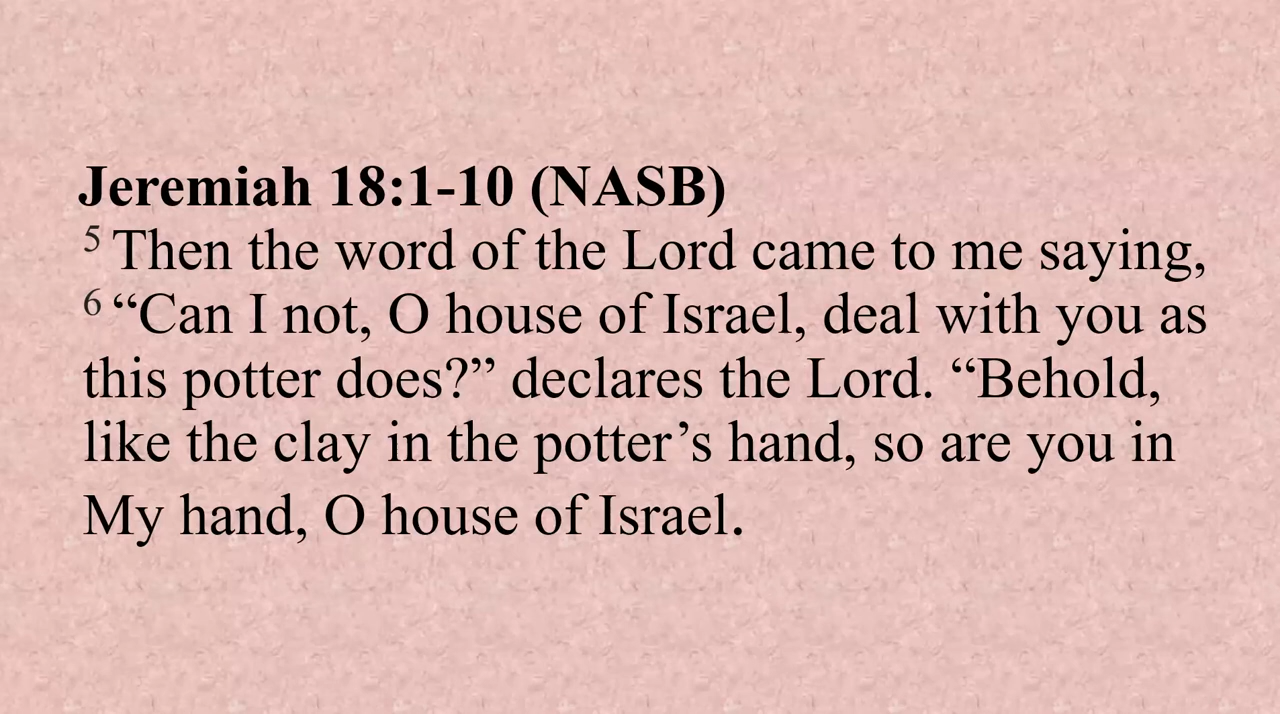 Jeremiah 18:1-10 (NASB)
5 Then the word of the Lord came to me saying,
6 “Can I not, O house of Israel, deal with you as
this potter does?” declares the Lord. “Behold,
like the clay in the potter’s hand, so are you in
My hand, O house of Israel.